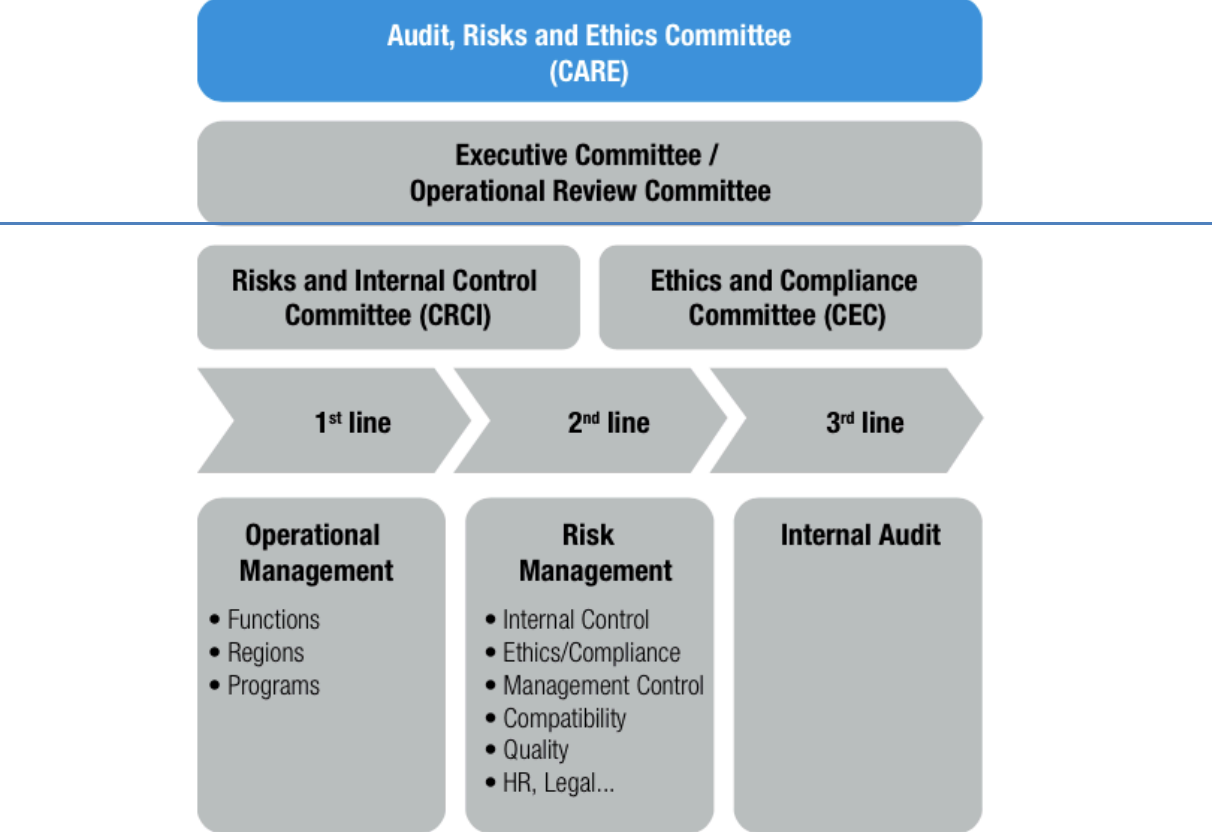 Audit, Risks and Ethics Committee
(CARE)
Executive Committee /
Operational Review Committee
Risks and Internal Control
Committee (CRCI)
Ethics and Compliance
Committee (CEC)
1st line
2nd line
3rd line
Operational
Management
• Functions
• Regions
• Programs
Risk
Management
• Internal Control
• Ethics/Compliance
• Management Control
• Compatibility
• Quality
• HR, Legal...
Internal Audit